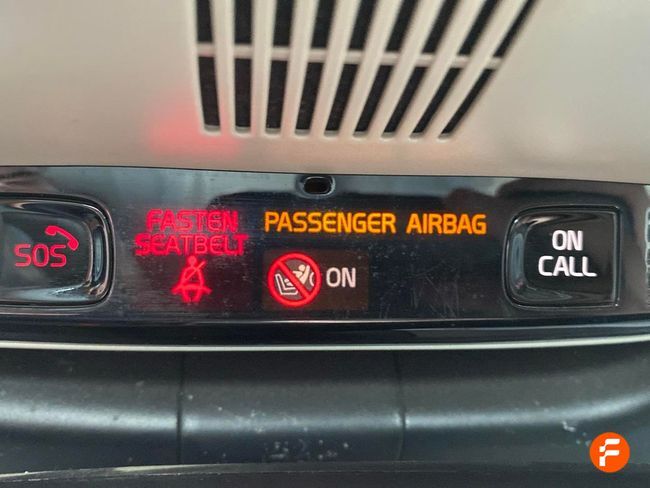 SOS
FASTEN
SEATBELT
PASSENGER AIRBAG
ON
ON
CALL